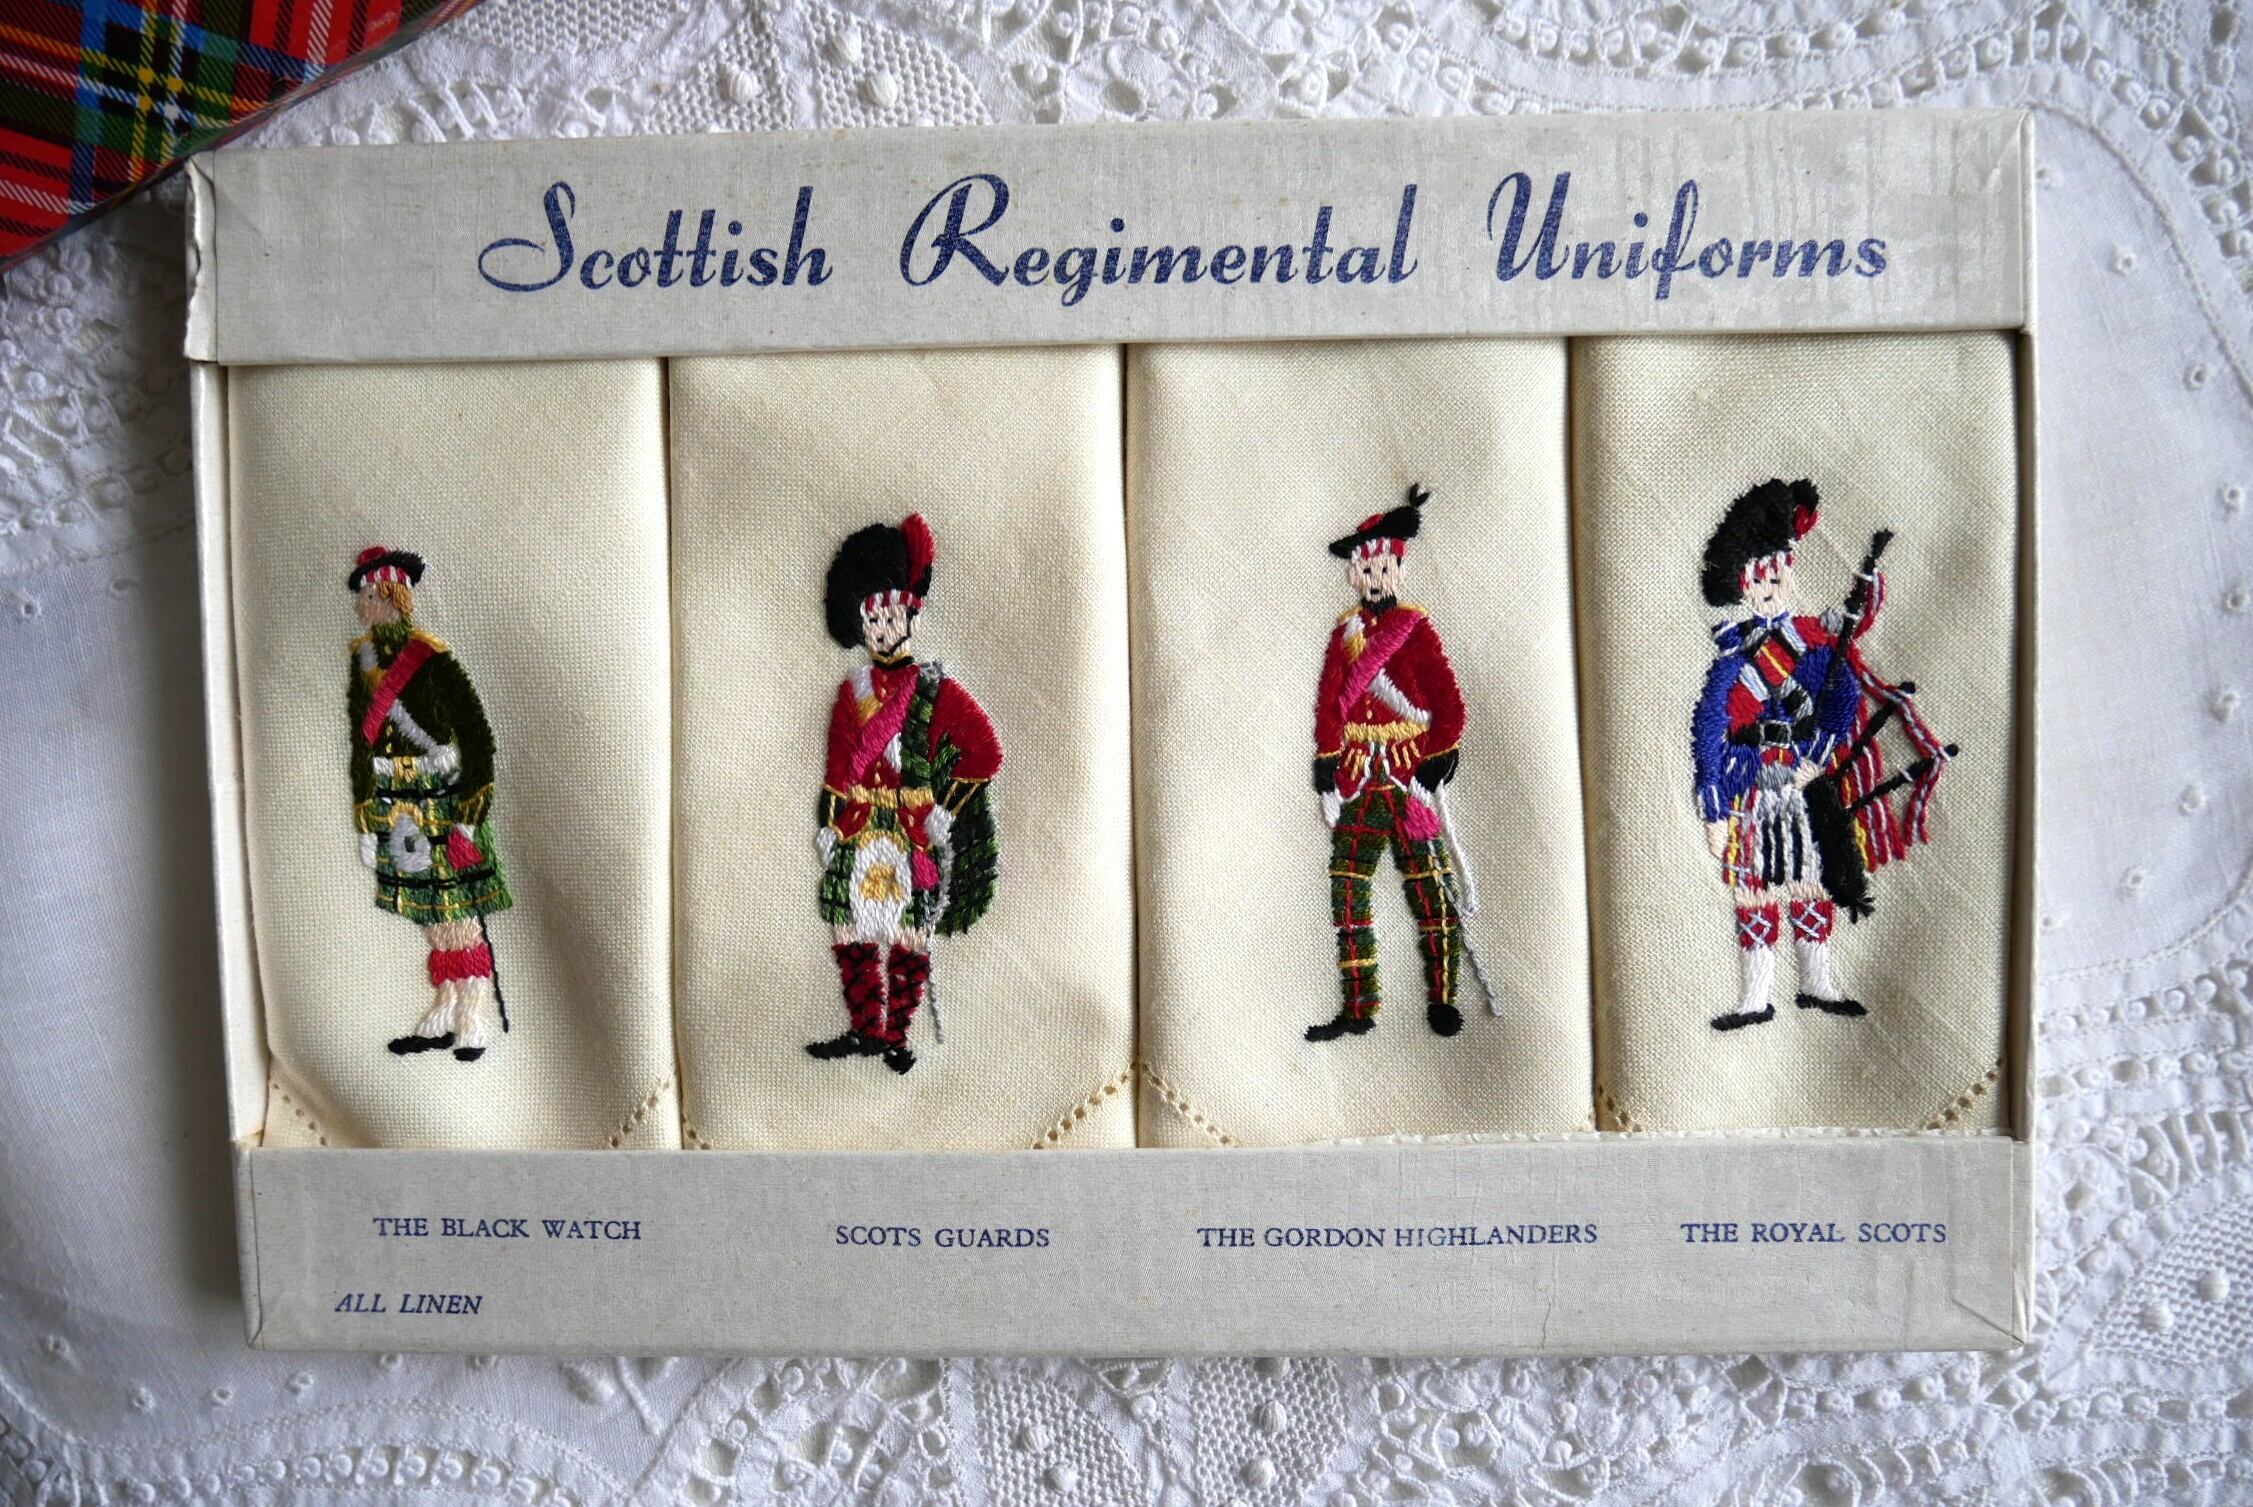 Scottish Regimental Uniforms
THE BLACK WATCH SCOTS GUARDS THE GORDON HIGHLANDERS THE ROYAL SCOTS
ALL LINEN